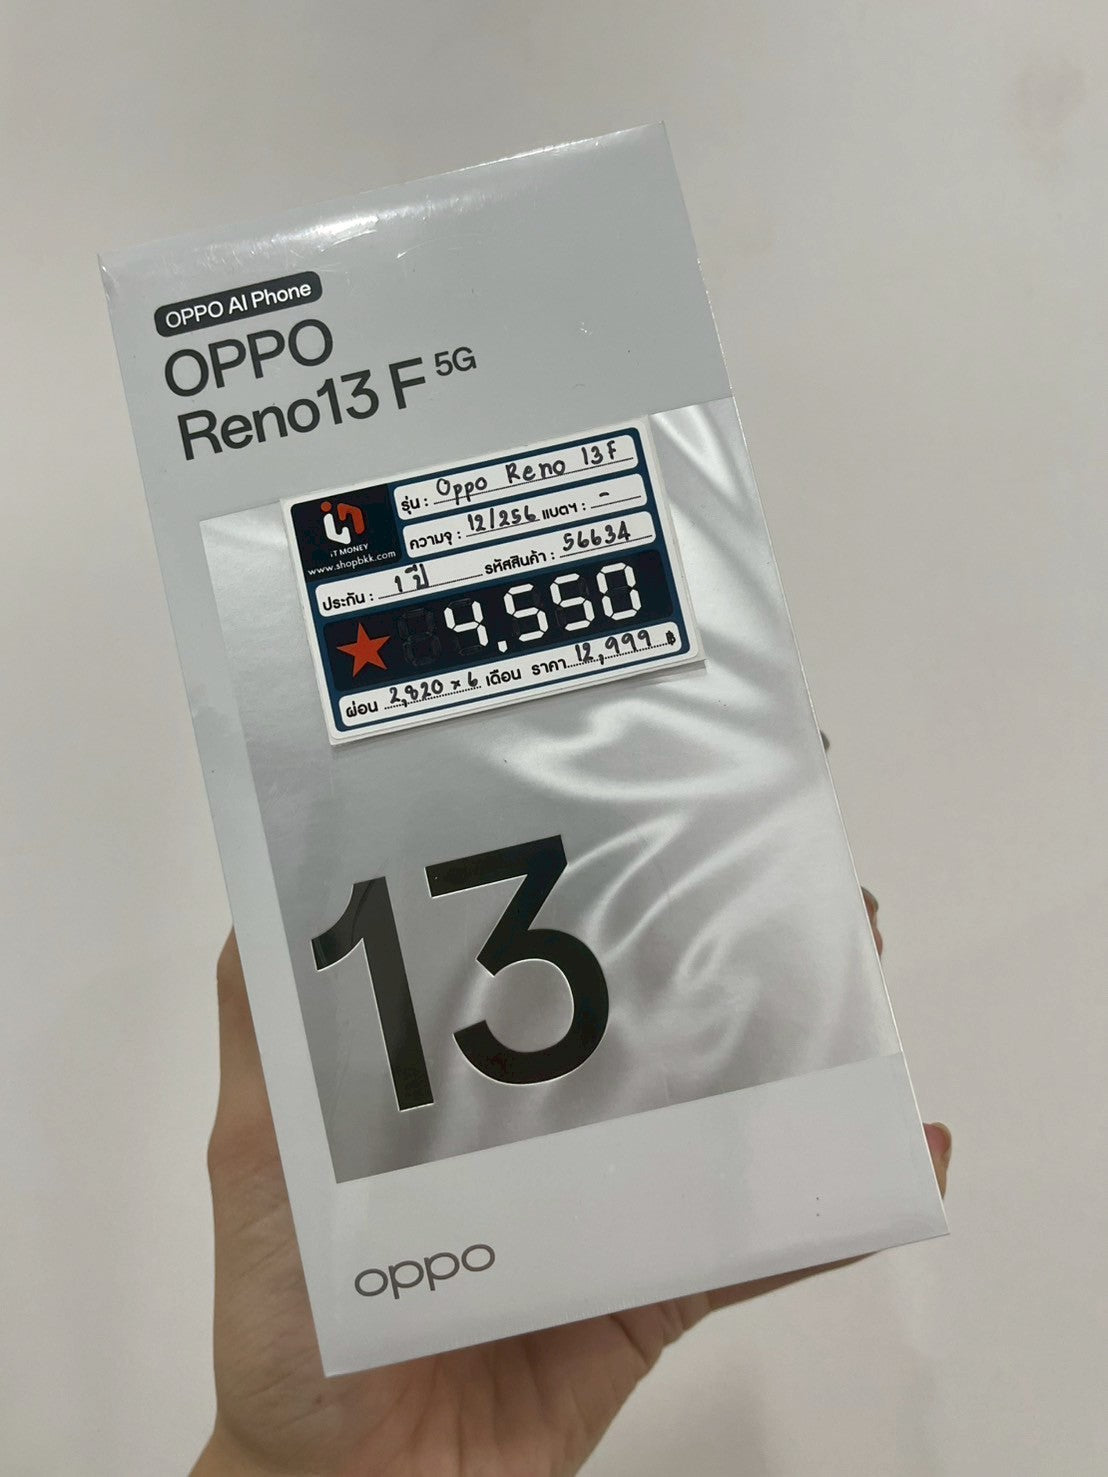 OPPO AI Phone
OPPO
Reno13 F 5G
iT MONEY
www.shopbkk.com
รุ่น : Oppo Reno 13F
ความจุ : 12/256 แบตฯ : -
ประกัน : 1 ปี รหัสสินค้า : 56634
4,550
ผ่อน 2,820 × 6 เดือน ราคา 12,999 ฿
13
oppo